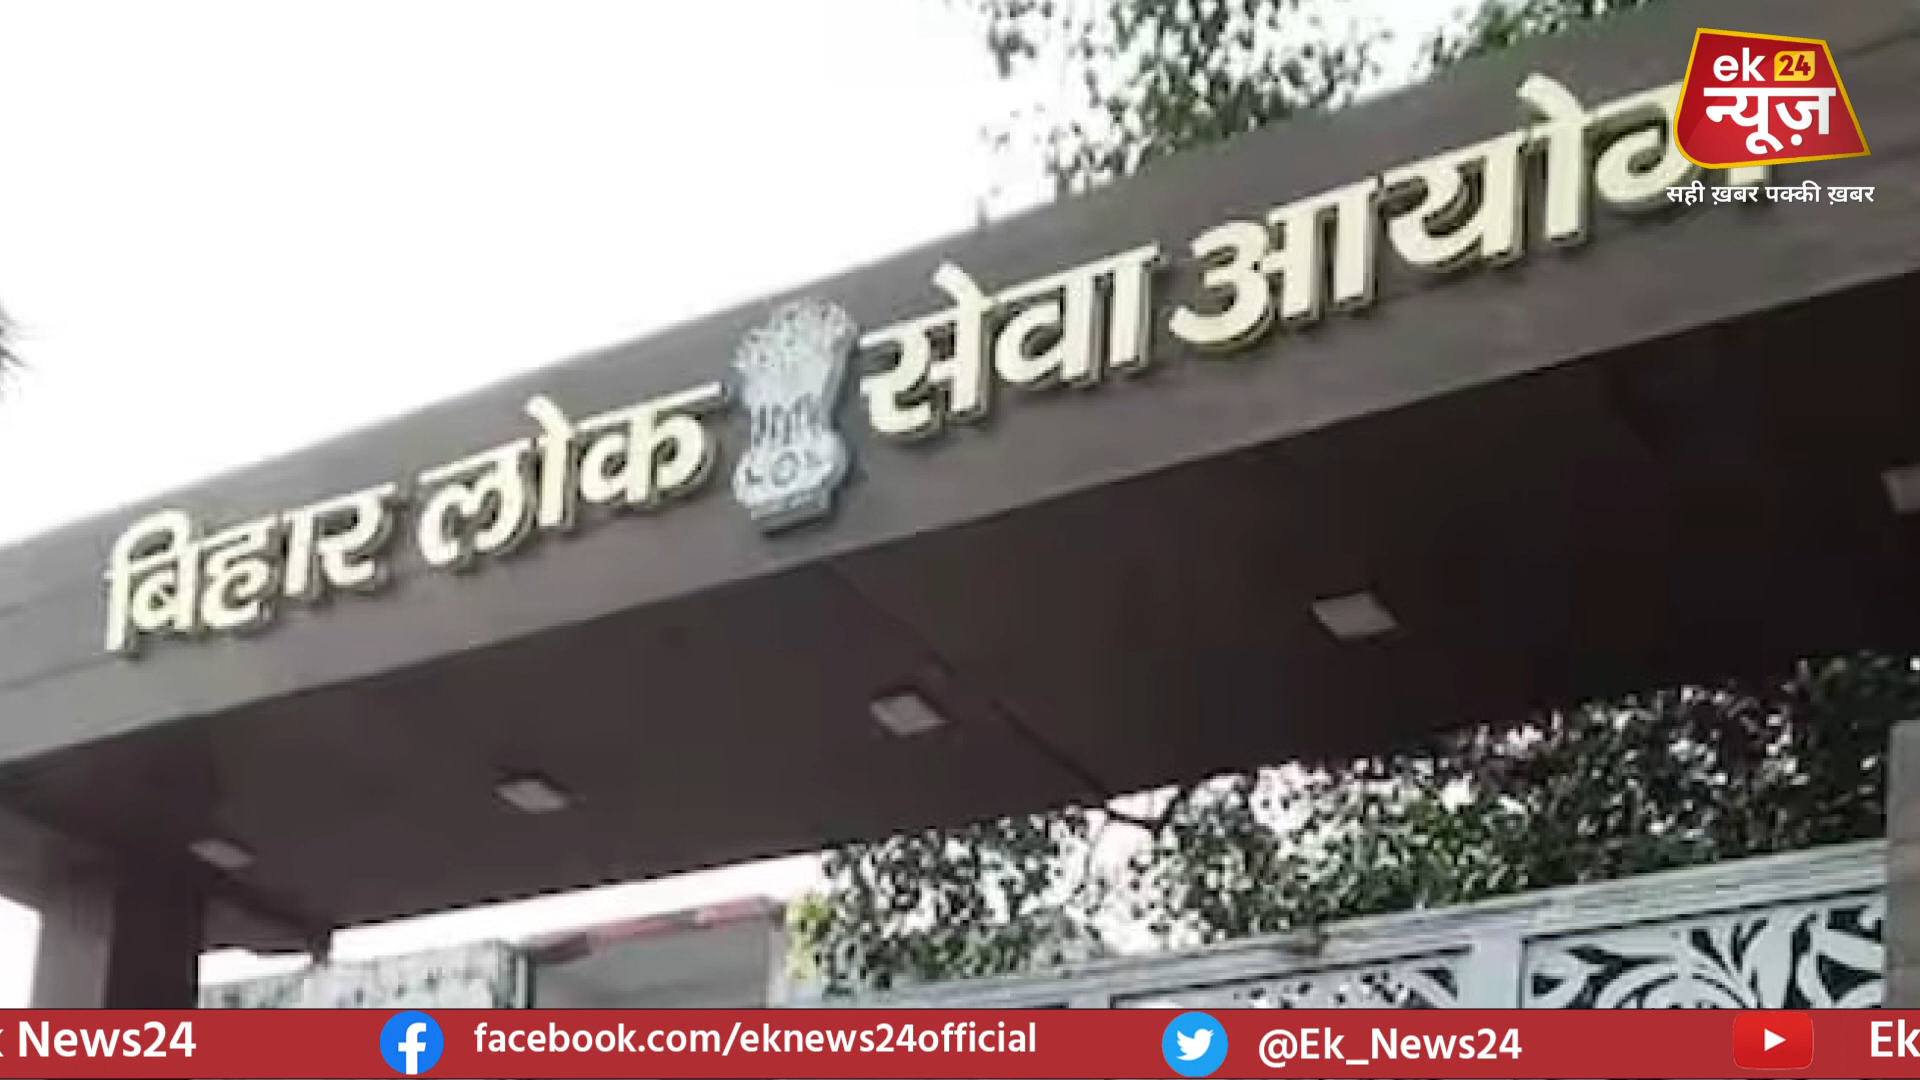 ek 24
न्यूज़
सही ख़बर पक्की ख़बर
बिहार लोक सेवा आयोग
News24
facebook.com/eknews24official
@Ek_News24
Ek